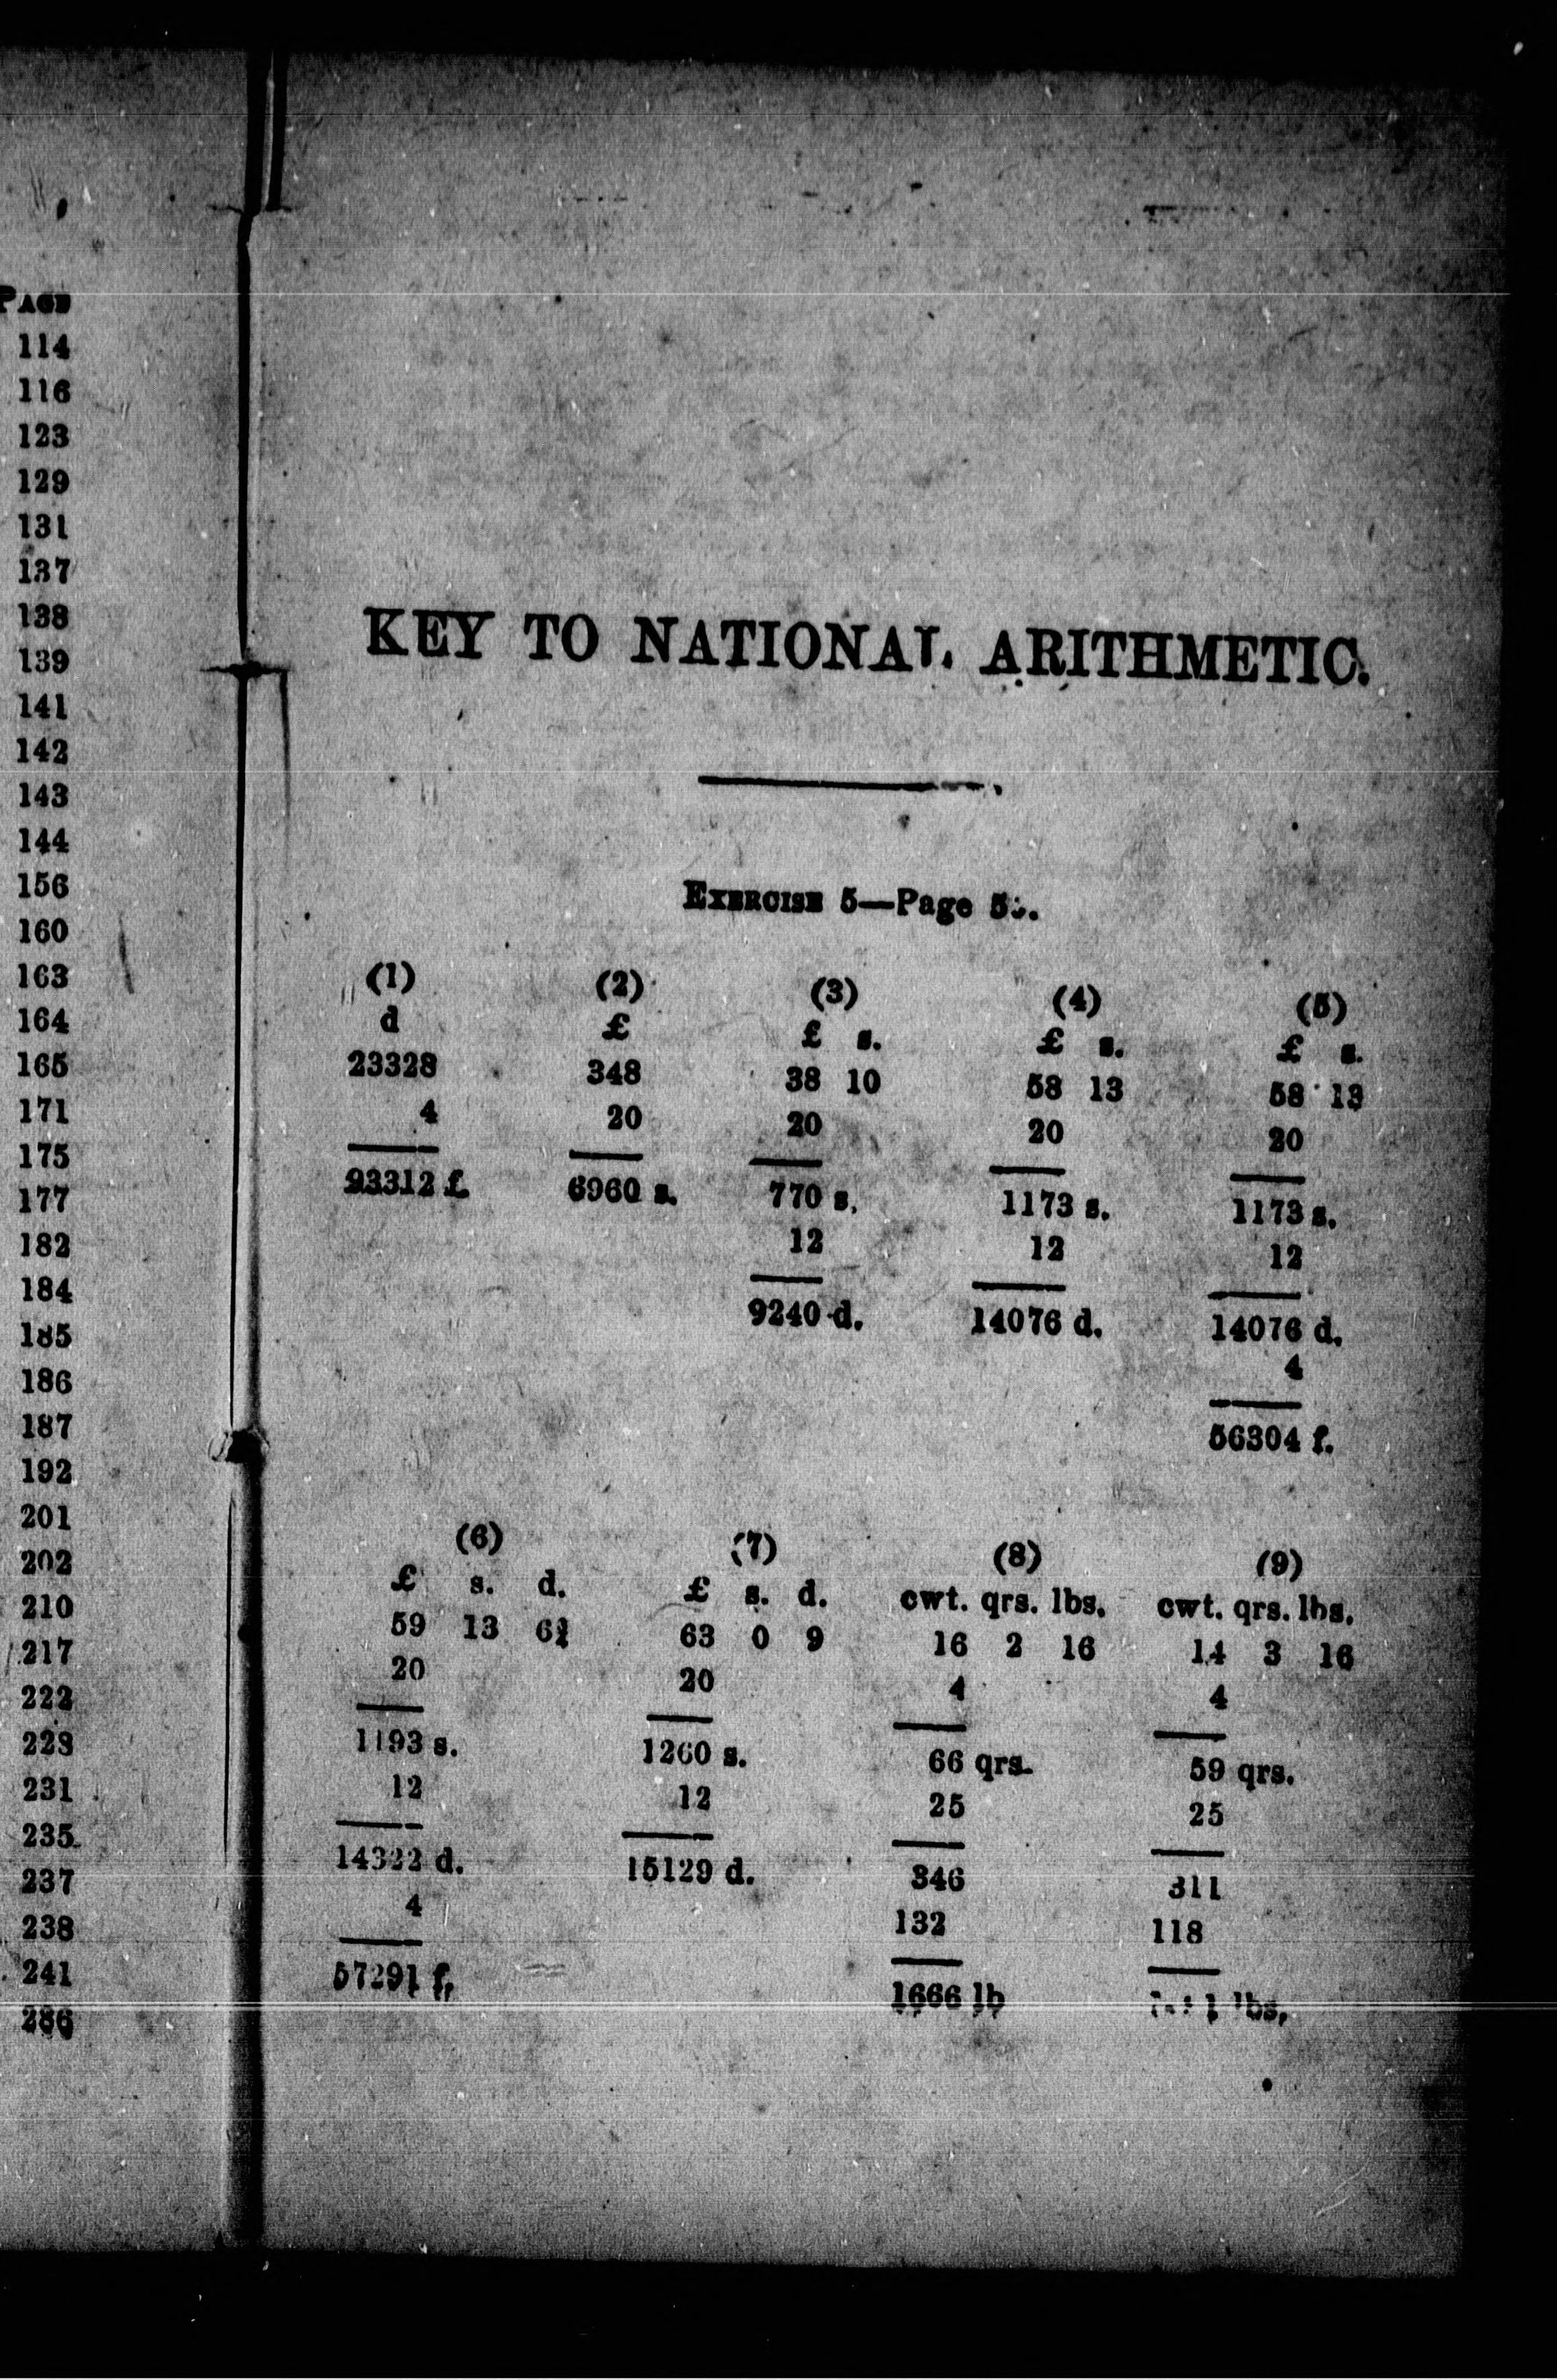 PAGE
114
116
123
129
131
137
138
139
141
142
143
144
156
160
163
164
165
171
175
177
182
184
185
186
187
192
201
202
210
217
222
223
231
235
237
238
241
286
KEY TO NATIONAL ARITHMETIC.
EXERCISE 5—Page
(1) (2) (3) (4) (5)
d £ £ s. £ s. £ s.
23328 348 38 10 58 13 58 13
4 20 20 20 20
93312 f. 6960 s. 770 s. 1173 s. 1173 s.
12 12 12
9240 d. 14076 d. 14076 d.
4
56304 f.
(6) (7) (8) (9)
£ s. d. £ s. d. cwt. qrs. lbs. cwt. qrs. lbs.
59 13 6¾ 63 0 9 16 2 16 14 3 16
20 20 4 4
1193 s. 1260 s. 66 qrs. 59 qrs.
12 12 25 25
14322 d. 15129 d. 346 311
4 132 118
57291 f. 1666 lb lbs.